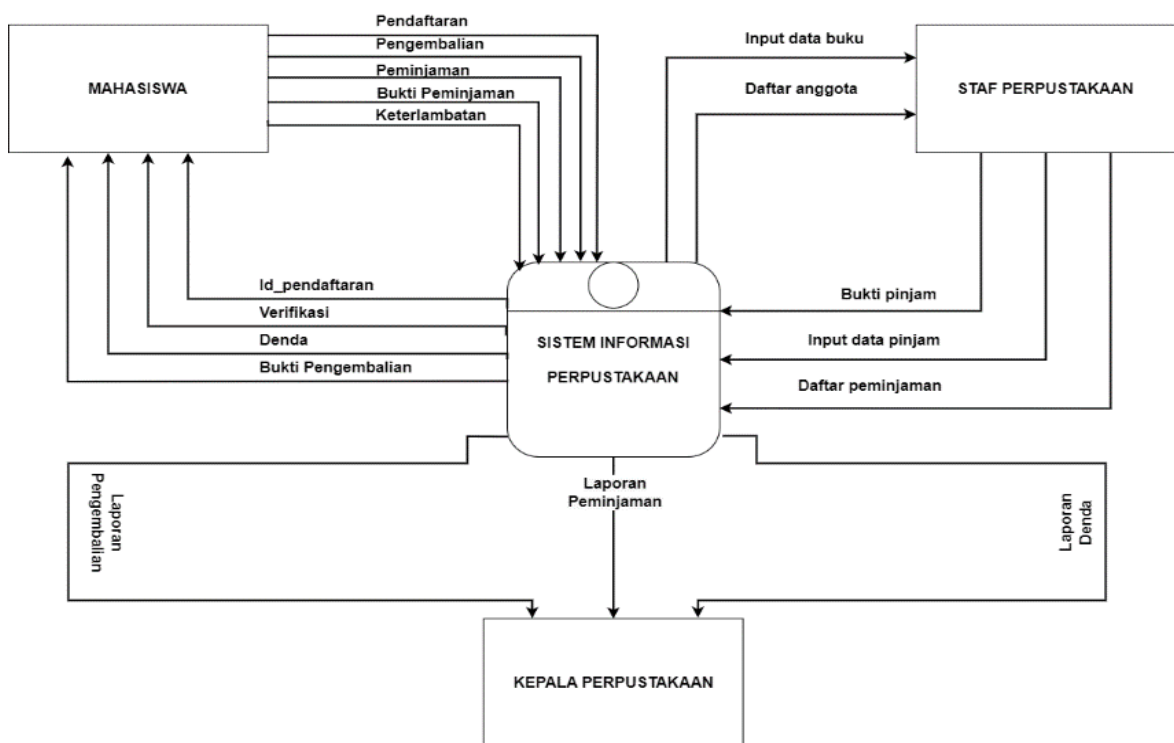 Pendaftaran
Pengembalian
Peminjaman
Bukti Peminjaman
Keterlambatan
MAHASISWA
Input data buku
Daftar anggota
STAF PERPUSTAKAAN
Id_pendaftaran
Verifikasi
Denda
Bukti Pengembalian
SISTEM INFORMASI
PERPUSTAKAAN
Bukti pinjam
Input data pinjam
Daftar peminjaman
Laporan
Pengembalian
Laporan
Peminjaman
Laporan
Denda
KEPALA PERPUSTAKAAN